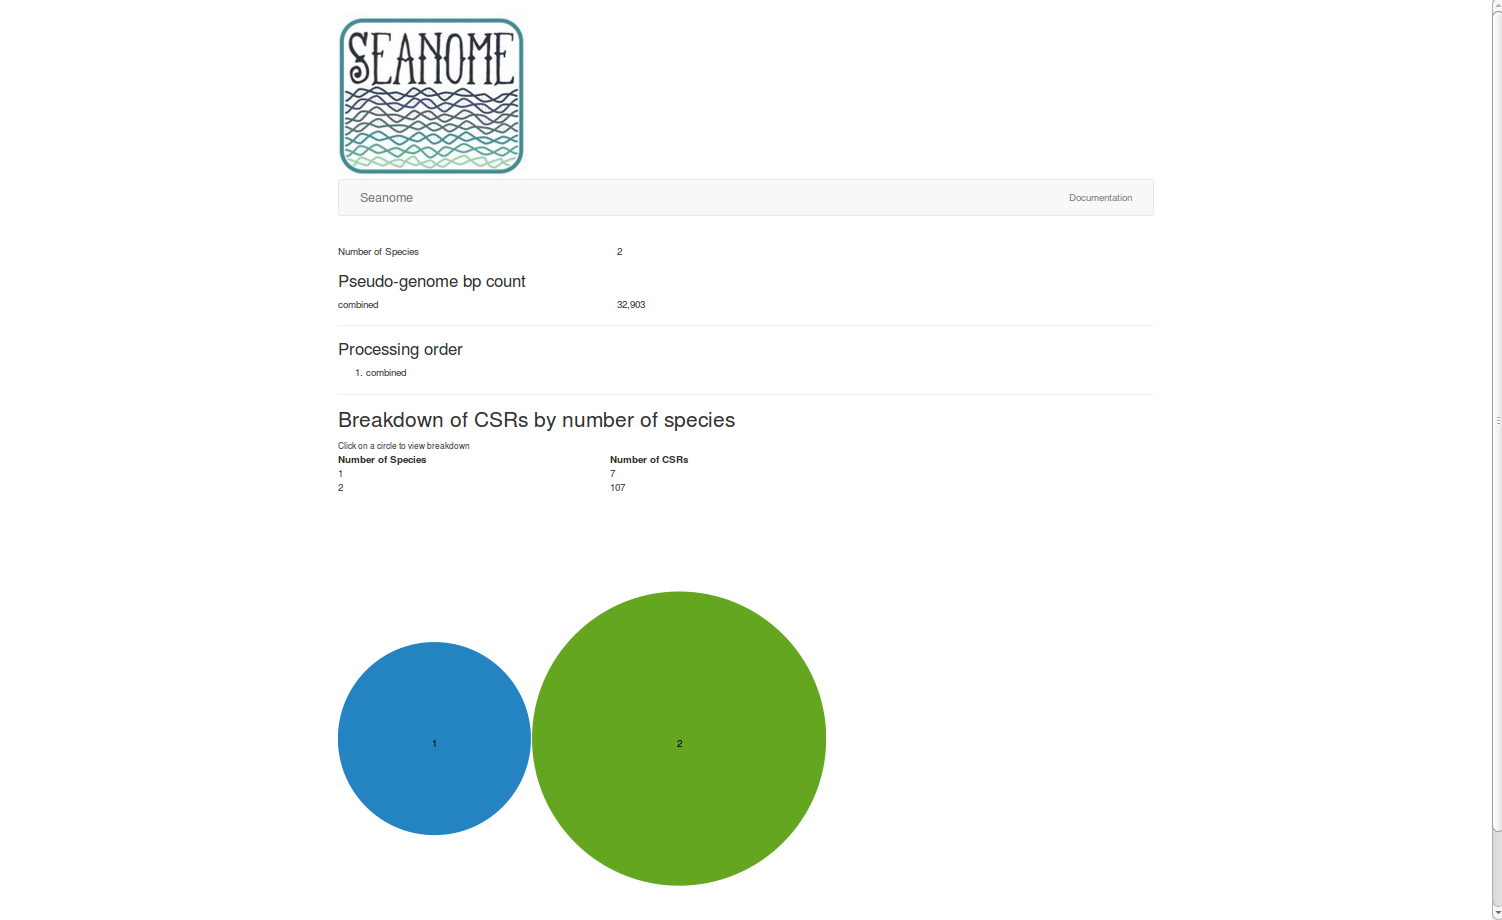 SEANOME
Seanome Documentation
Number of Species 2
Pseudo-genome bp count
combined 32,903
Processing order
1. combined
Breakdown of CSRs by number of species
Click on a circle to view breakdown
Number of Species Number of CSRs
1 7
2 107
1 2